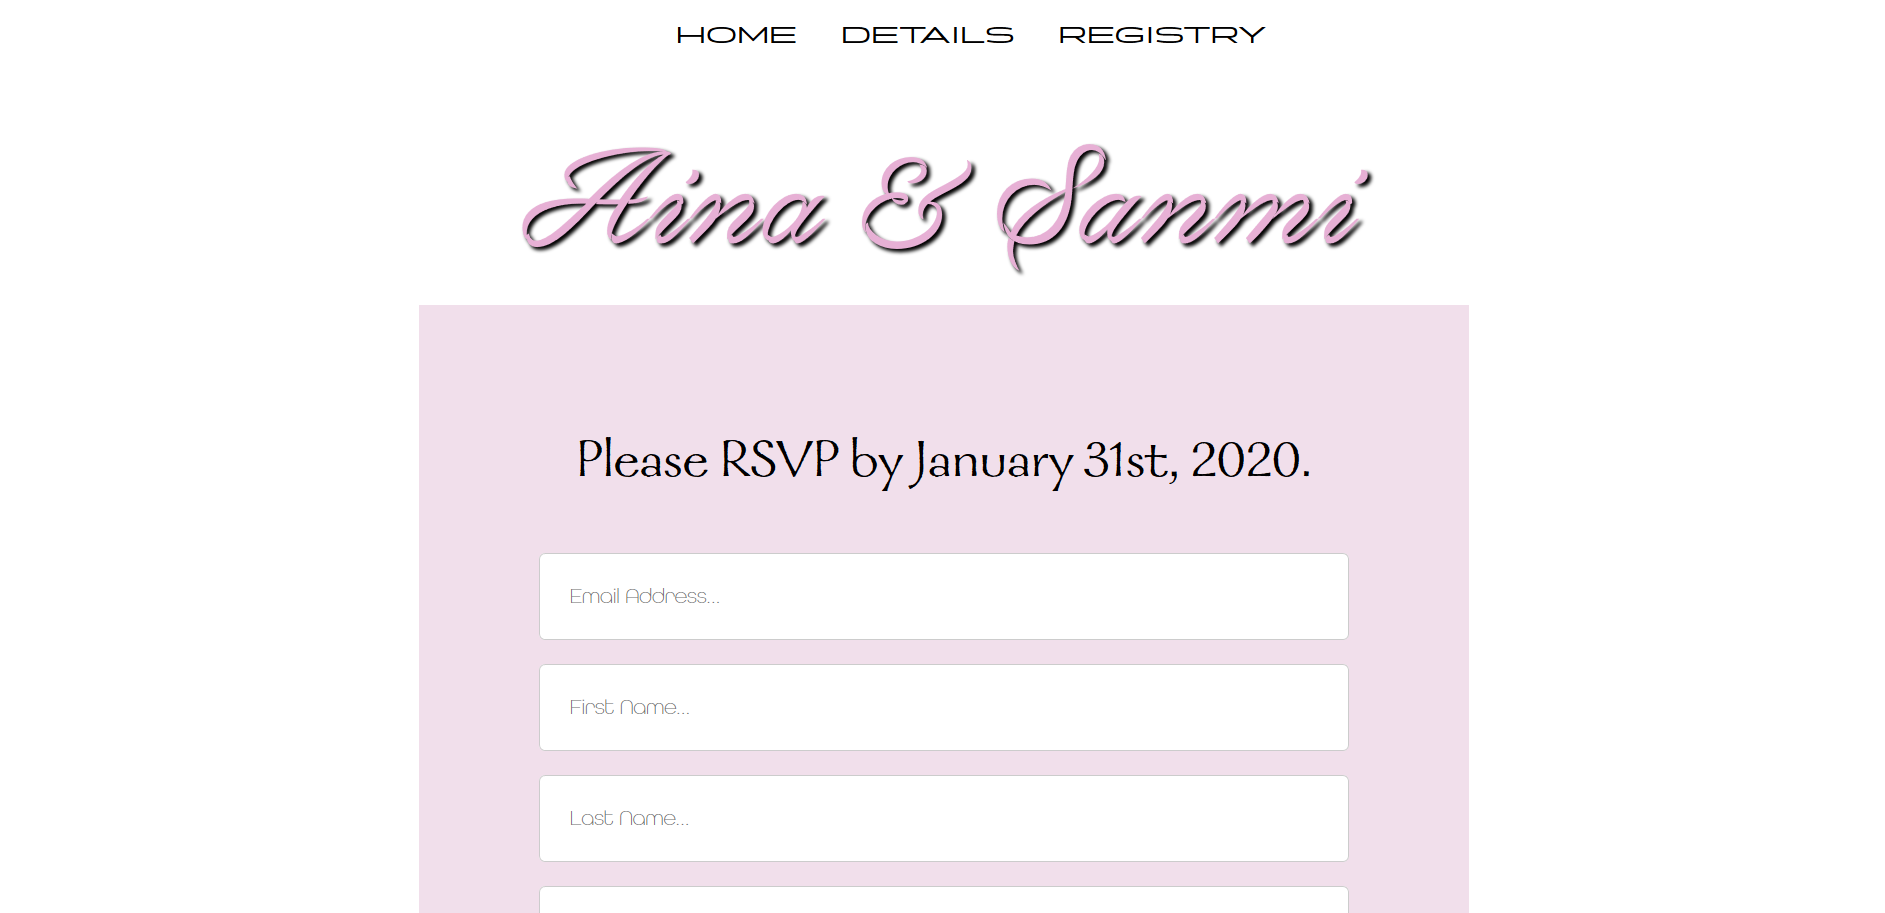 HOME DETAILS REGISTRY
Aina & Sanmi
Please RSVP by January 31st, 2020.
Email Address...
First Name...
Last Name...